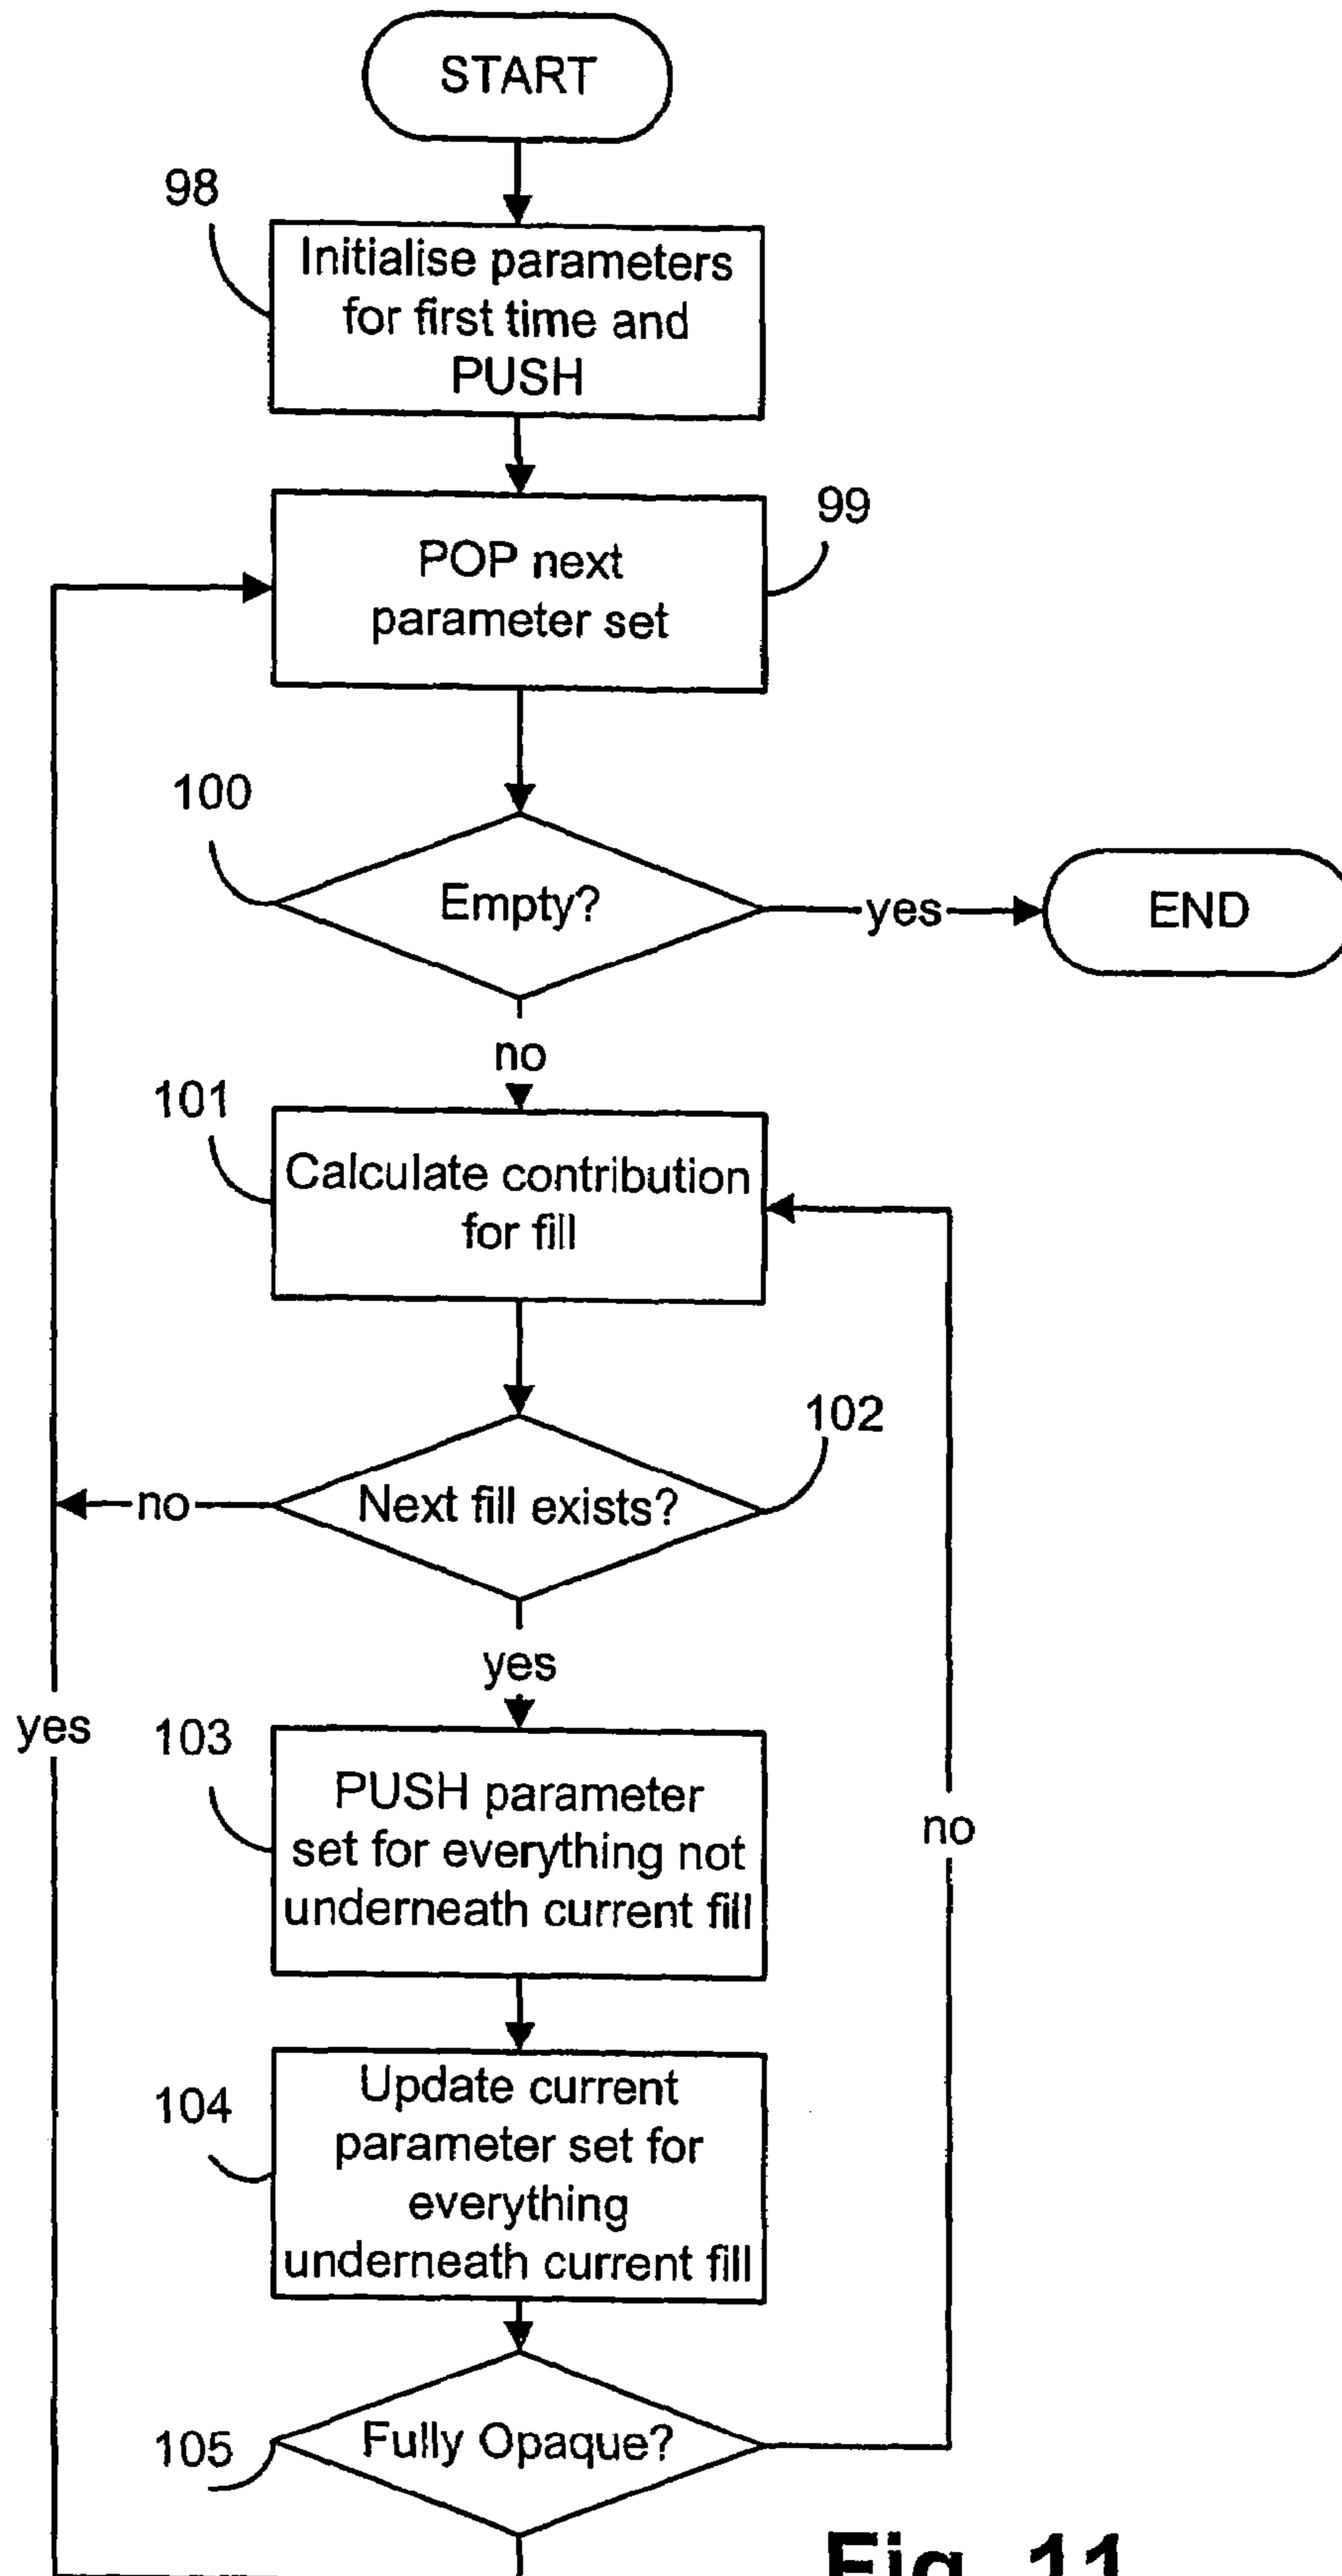 START
98
Initialise parameters
for first time and
PUSH
99
POP next
parameter set
100
Empty?
yes
END
no
101
Calculate contribution
for fill
102
Next fill exists?
no
yes
yes
103
PUSH parameter
set for everything not
underneath current fill
no
104
Update current
parameter set for
everything
underneath current fill
105
Fully Opaque?
Fig. 11